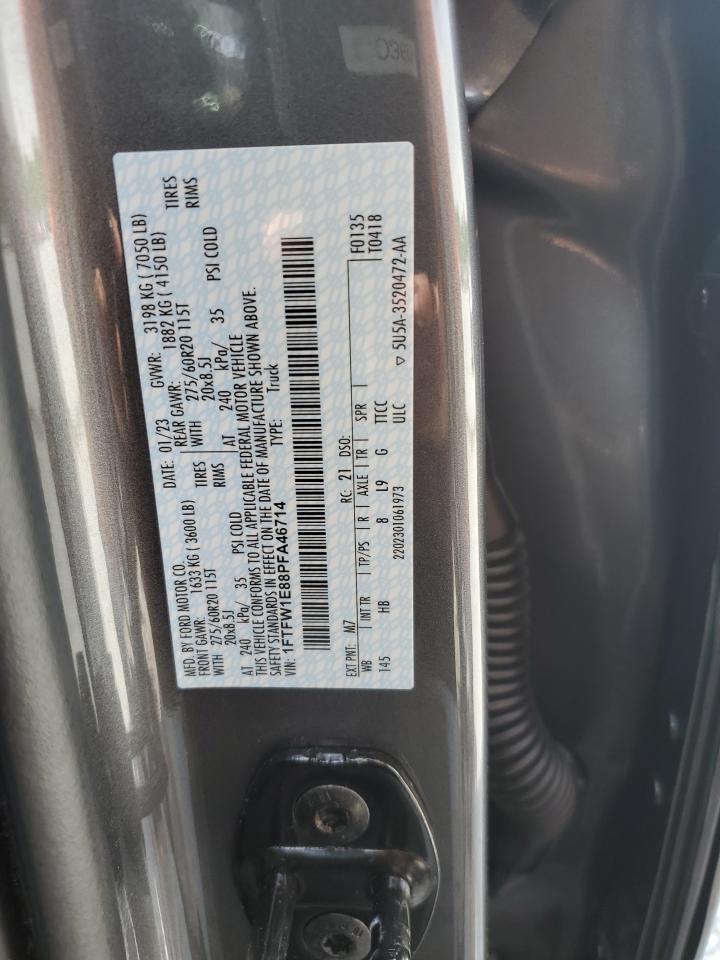 MFD. BY FORD MOTOR CO.
DATE: 01/23 GVWR: 3198 KG ( 7050 LB)
FRONT GAWR: 1633 KG (3600 LB) REAR GAWR: 1882 KG ( 4150 LB)
WITH 275/60R20 115T TIRES WITH 275/60R20 115T TIRES
20x8.5J RIMS 20x8.5J RIMS
AT 240 kPa/ 35 PSI COLD AT 240 kPa/ 35 PSI COLD
THIS VEHICLE CONFORMS TO ALL APPLICABLE FEDERAL MOTOR VEHICLE
SAFETY STANDARDS IN EFFECT ON THE DATE OF MANUFACTURE SHOWN ABOVE.
VIN: 1FTFW1E88PFA46714 TYPE: Truck
EXT PNT: M7 RC: 21 DSO: F0135
WB INT TR TP/PS R AXLE TR SPR T0418
145 HB 8 L9 G TTCC
2202301061973 ULC ▽ 5U5A-3520472-AA